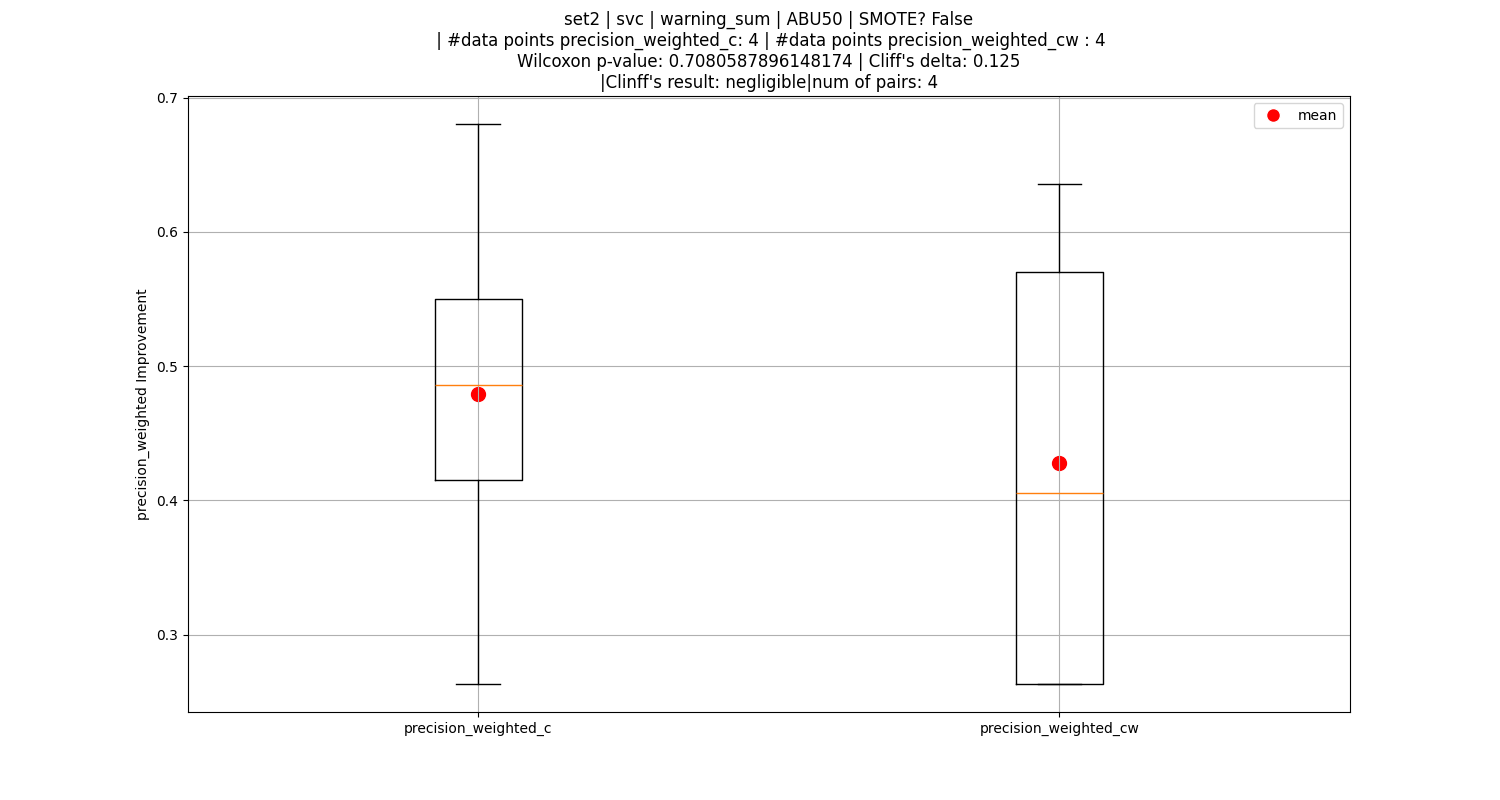 set2 | svc | warning_sum | ABU50 | SMOTE? False
| #data points precision_weighted_c: 4 | #data points precision_weighted_cw : 4
Wilcoxon p-value: 0.7080587896148174 | Cliff's delta: 0.125
|Clinff's result: negligible|num of pairs: 4
mean
0.7
0.6
0.5
0.4
0.3
precision_weighted Improvement
precision_weighted_c
precision_weighted_cw